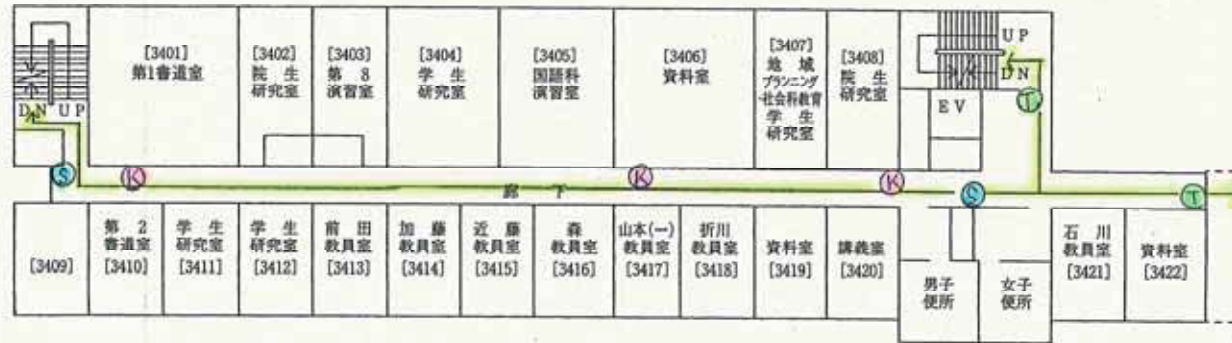 [3401]
第1書道室
[3402]
院生
研究室
[3403]
第8
演習室
[3404]
学生
研究室
[3405]
国語科
演習室
[3406]
資料室
[3407]
地域
プランニング
・社会科教育
学生
研究室
[3408]
院生
研究室
UP
DN
EV
DN UP
T
S
K
K
K
S
T
廊下
[3409]
第2
書道室
[3410]
学生
研究室
[3411]
学生
研究室
[3412]
前田
教員室
[3413]
加藤
教員室
[3414]
近藤
教員室
[3415]
森
教員室
[3416]
山本(一)
教員室
[3417]
折川
教員室
[3418]
資料室
[3419]
講義室
[3420]
男子
便所
女子
便所
石川
教員室
[3421]
資料室
[3422]